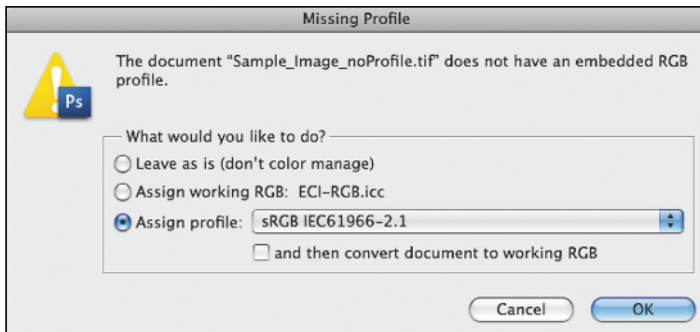 Missing Profile
The document “Sample_Image_noProfile.tif” does not have an embedded RGB
profile.
Ps
What would you like to do?
Leave as is (don’t color manage)
Assign working RGB: ECI-RGB.icc
Assign profile: sRGB IEC61966-2.1
and then convert document to working RGB
Cancel OK